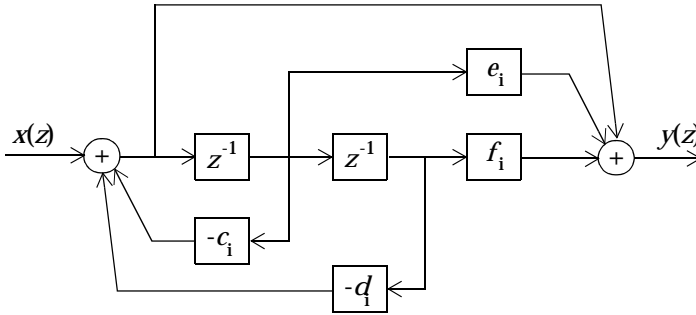 eᵢ
x(z)
y(z)
+
z⁻¹
z⁻¹
fᵢ
+
-cᵢ
-dᵢ